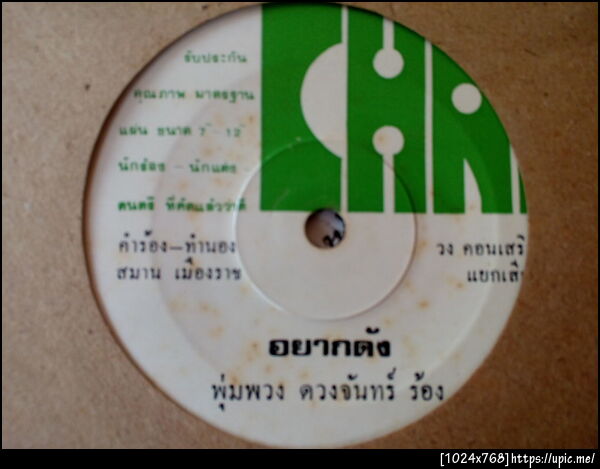 CHA
รับประกัน
คุณภาพ มาตรฐาน
แผ่น ขนาด 7" 12"
นักร้อง - นักแต่ง
ดนตรี ที่คัดแล้วว่าดี
คำร้อง-ทำนอง
สมาน เมืองราช
วง คอนเสริ
แยกเสีย
อยากดัง
พุ่มพวง ดวงจันทร์ ร้อง
[1024x768]https://upic.me/